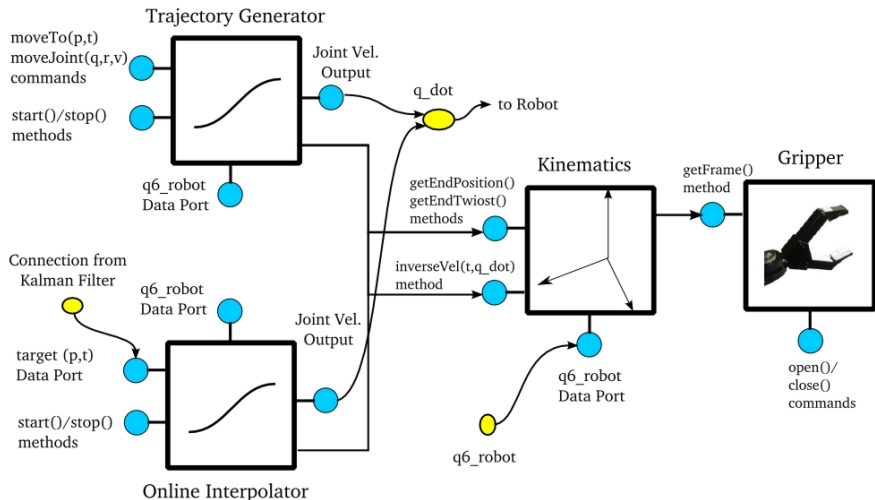 Trajectory Generator
moveTo(p,t)
moveJoint(q,r,v)
commands
start()/stop()
methods
q6_robot
Data Port
Joint Vel.
Output
q_dot
to Robot
Kinematics
getEndPosition()
getEndTwiost()
methods
inverseVel(t,q_dot)
method
q6_robot
Data Port
q6_robot
Gripper
getFrame()
method
open()/
close()
commands
Connection from
Kalman Filter
q6_robot
Data Port
target (p,t)
Data Port
start()/stop()
methods
Joint Vel.
Output
Online Interpolator